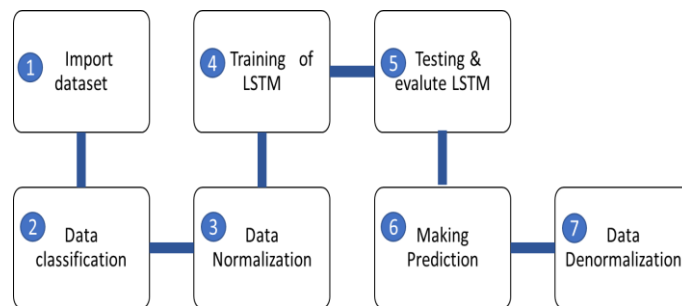 1
Import
dataset
2
Data
classification
3
Data
Normalization
4
Training of
LSTM
5
Testing &
evalute LSTM
6
Making
Prediction
7
Data
Denormalization